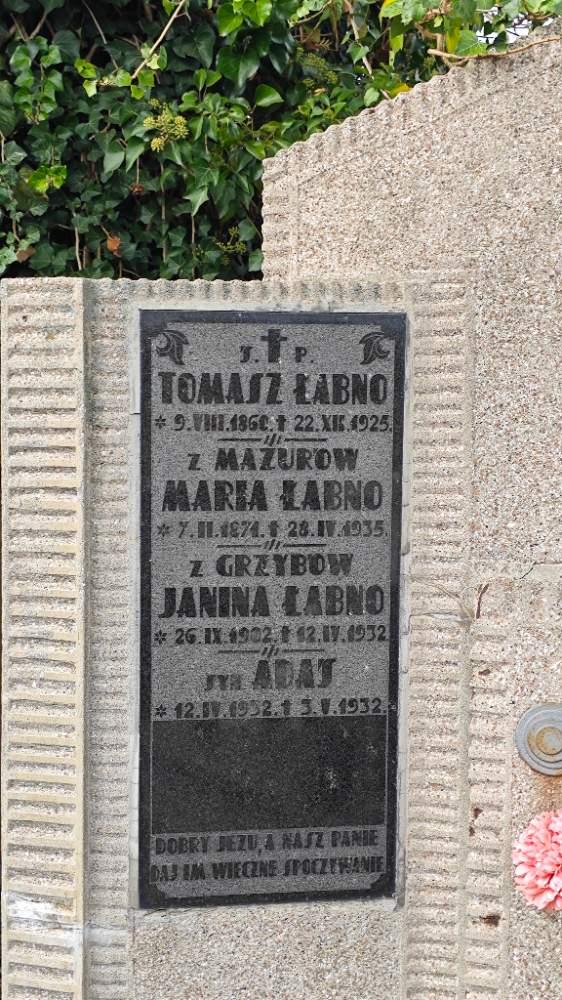 Ś. P.
TOMASZ ŁABNO
* 9.VIII.1860. † 22.XII.1925.
Z MAZURÓW
MARIA ŁABNO
* 7.II.1871. † 28.IV.1935.
Z GRZYBÓW
JANINA ŁABNO
* 26.IX.1902. † 12.IV.1932.
SYN ADAŚ
* 12.IV.1932. † 3.V.1932.
DOBRY JEZU, A NASZ PANIE
DAJ IM WIECZNE SPOCZYWANIE